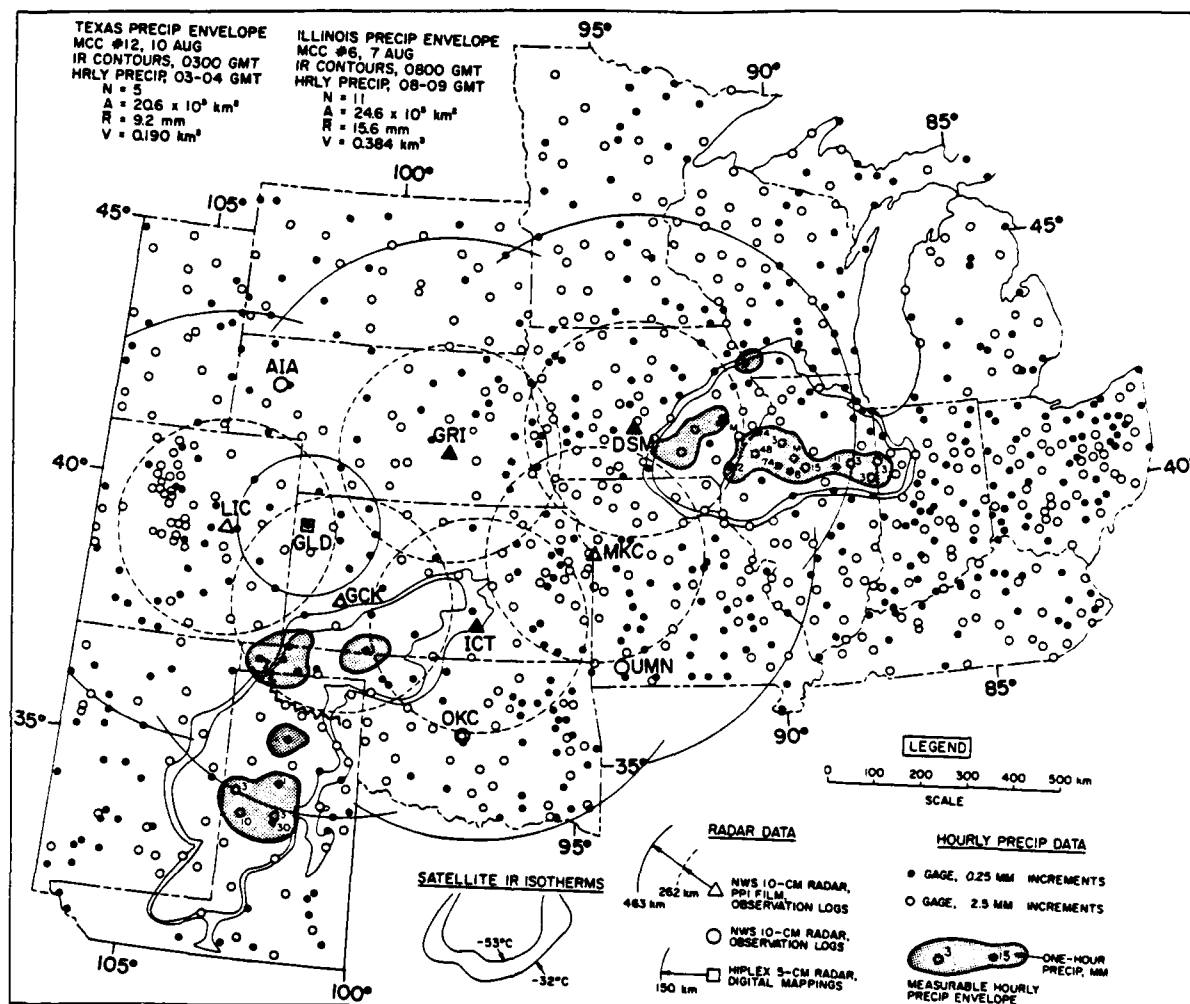 TEXAS PRECIP ENVELOPE
MCC #12, 10 AUG
IR CONTOURS, 0300 GMT
HRLY PRECIP, 03-04 GMT
N = 5
A = 20.6 x 10³ km²
R̅ = 9.2 mm
V = 0.190 km³
ILLINOIS PRECIP ENVELOPE
MCC #6, 7 AUG
IR CONTOURS, 0800 GMT
HRLY PRECIP, 08-09 GMT
N = 11
A = 24.6 x 10³ km²
R̅ = 15.6 mm
V = 0.384 km³
95°
90°
85°
100°
105°
45°
45°
AIA
GRI
DSM
40°
40°
LIC
GLD
MKC
GCK
ICT
UMN
OKC
35°
35°
85°
90°
95°
105°
100°
3
10
30
48
15
LEGEND
0 100 200 300 400 500 km
SCALE
SATELLITE IR ISOTHERMS
-53°C
-32°C
RADAR DATA
463 km
262 km
NWS 10-CM RADAR,
PPI FILM,
OBSERVATION LOGS
NWS 10-CM RADAR,
OBSERVATION LOGS
150 km
HIPLEX 5-CM RADAR,
DIGITAL MAPPINGS
HOURLY PRECIP DATA
GAGE, 0.25 MM INCREMENTS
GAGE, 2.5 MM INCREMENTS
3
15
ONE-HOUR
PRECIP, MM
MEASURABLE HOURLY
PRECIP ENVELOPE